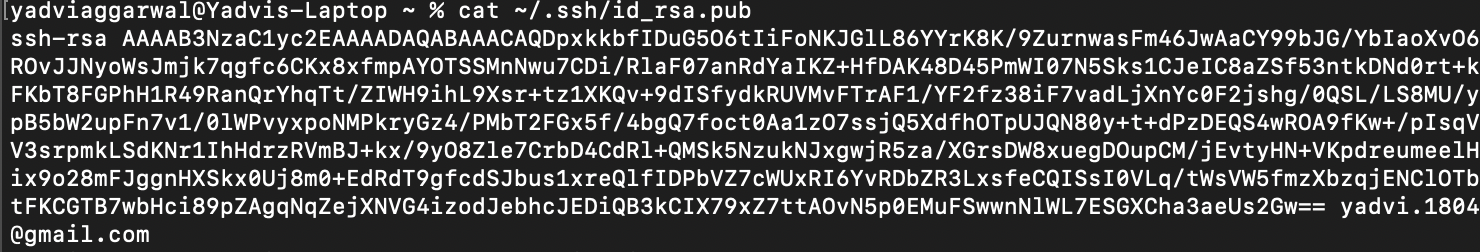 yadviaggarwal@Yadvis-Laptop ~ % cat ~/.ssh/id_rsa.pub
ssh-rsa AAAAB3NzaC1yc2EAAAADAQABAAACAQDpxkkbfIDuG5O6tIiFoNKJGlL86YYrK8K/9ZurnwasFm46JwAaCY99bJG/YbIaoXvO6
ROvJJNyoWsJmjk7qgfc6CKx8xfmpAYOTSSMnNwu7CDi/RlaF07anRdYaIKZ+HfDAK48D45PmWI07N5Sks1CJeIC8aZSf53ntkDNd0rt+k
FKbT8FGPhH1R49RanQrYhqTt/ZIWH9ihL9Xsr+tz1XKQv+9dISfydkRUVMvFTrAF1/YF2fz38iF7vadLjXnYc0F2jshg/0QSL/LS8MU/y
pB5bW2upFn7v1/0lWPvyxpoNMPkryGz4/PMbT2FGx5f/4bgQ7foct0Aa1zO7ssjQ5XdfhOTpUJQN80y+t+dPzDEQS4wROA9fKw+/pIsqV
V3srpmkLSdKNr1IhHdrzRVmBJ+kx/9yO8Zle7CrbD4CdRl+QMSk5NzukNJxgwjR5za/XGrsDW8xuegDOupCM/jEvtyHN+VKpdreumeelH
ix9o28mFJggnHXSkx0Uj8m0+EdRdT9gfcdSJbus1xreQlfIDPbVZ7cWUxRI6YvRDbZR3LxsfeCQISsI0VLq/tWsVW5fmzXbzqjENClOTb
tFKCGTB7wbHci89pZAgqNqZejXNVG4izodJebhcJEDiQB3kCIX79xZ7ttAOvN5p0EMuFSwwnNlWL7ESGXCha3aeUs2Gw== yadvi.1804
@gmail.com